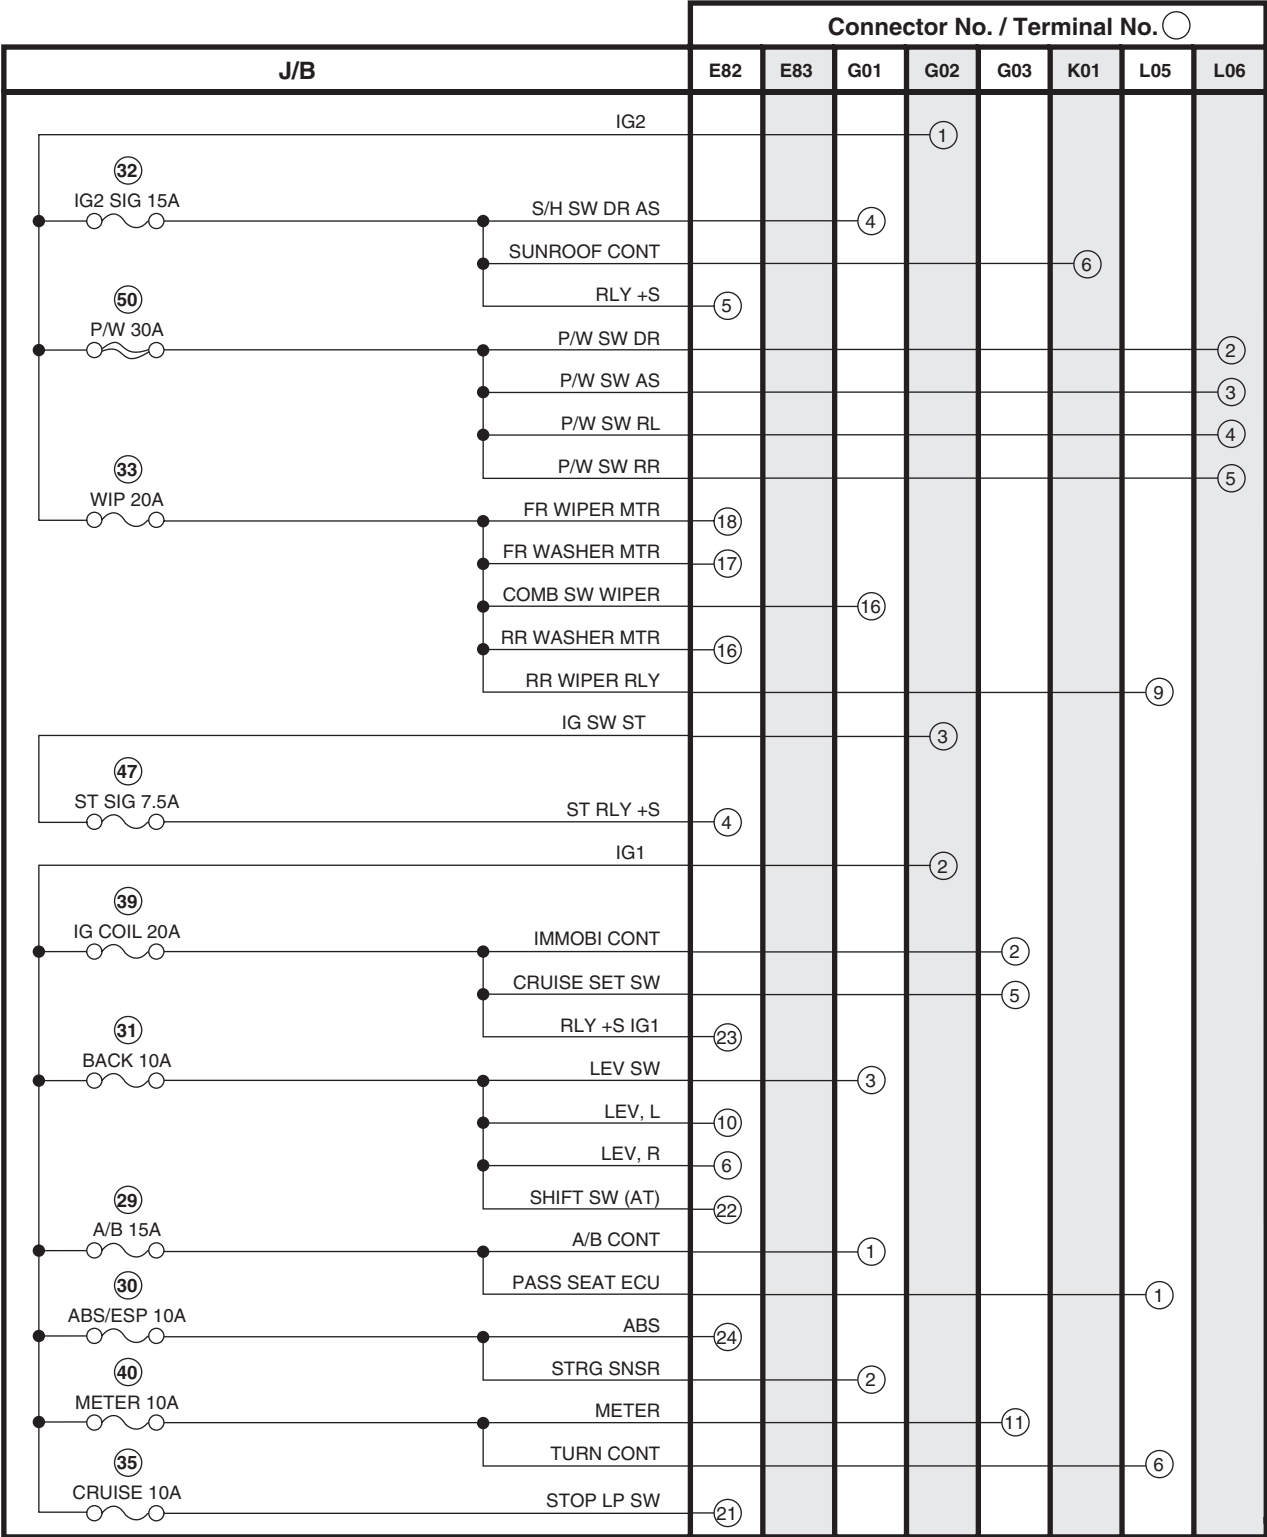 Connector No. / Terminal No.
J/B E82 E83 G01 G02 G03 K01 L05 L06
IG2 1
32
IG2 SIG 15A
S/H SW DR AS 4
SUNROOF CONT 6
RLY +S 5
50
P/W 30A
P/W SW DR 2
P/W SW AS 3
P/W SW RL 4
P/W SW RR 5
33
WIP 20A
FR WIPER MTR 18
FR WASHER MTR 17
COMB SW WIPER 16
RR WASHER MTR 16
RR WIPER RLY 9
IG SW ST 3
47
ST SIG 7.5A
ST RLY +S 4
IG1 2
39
IG COIL 20A
IMMOBI CONT 2
CRUISE SET SW 5
RLY +S IG1 23
31
BACK 10A
LEV SW 3
LEV, L 10
LEV, R 6
SHIFT SW (AT) 22
29
A/B 15A
A/B CONT 1
PASS SEAT ECU 1
30
ABS/ESP 10A
ABS 24
STRG SNSR 2
40
METER 10A
METER 11
TURN CONT 6
35
CRUISE 10A
STOP LP SW 21